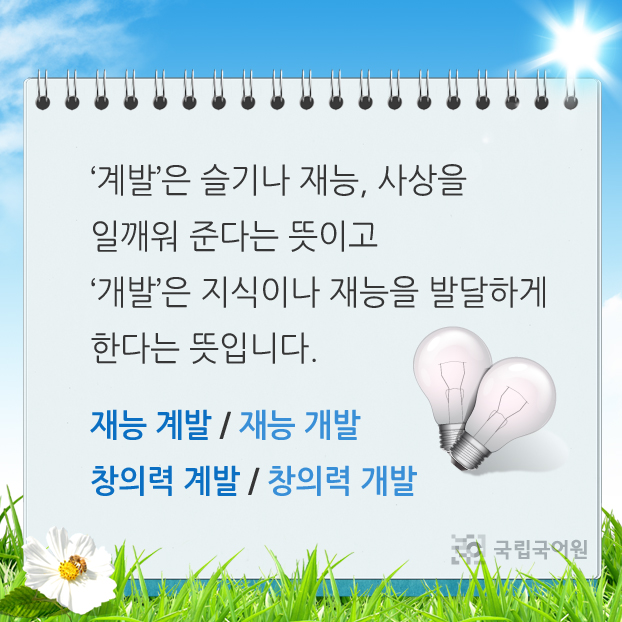 ‘계발’은 슬기나 재능, 사상을
일깨워 준다는 뜻이고
‘개발’은 지식이나 재능을 발달하게
한다는 뜻입니다.
재능 계발 / 재능 개발
창의력 계발 / 창의력 개발
국립국어원